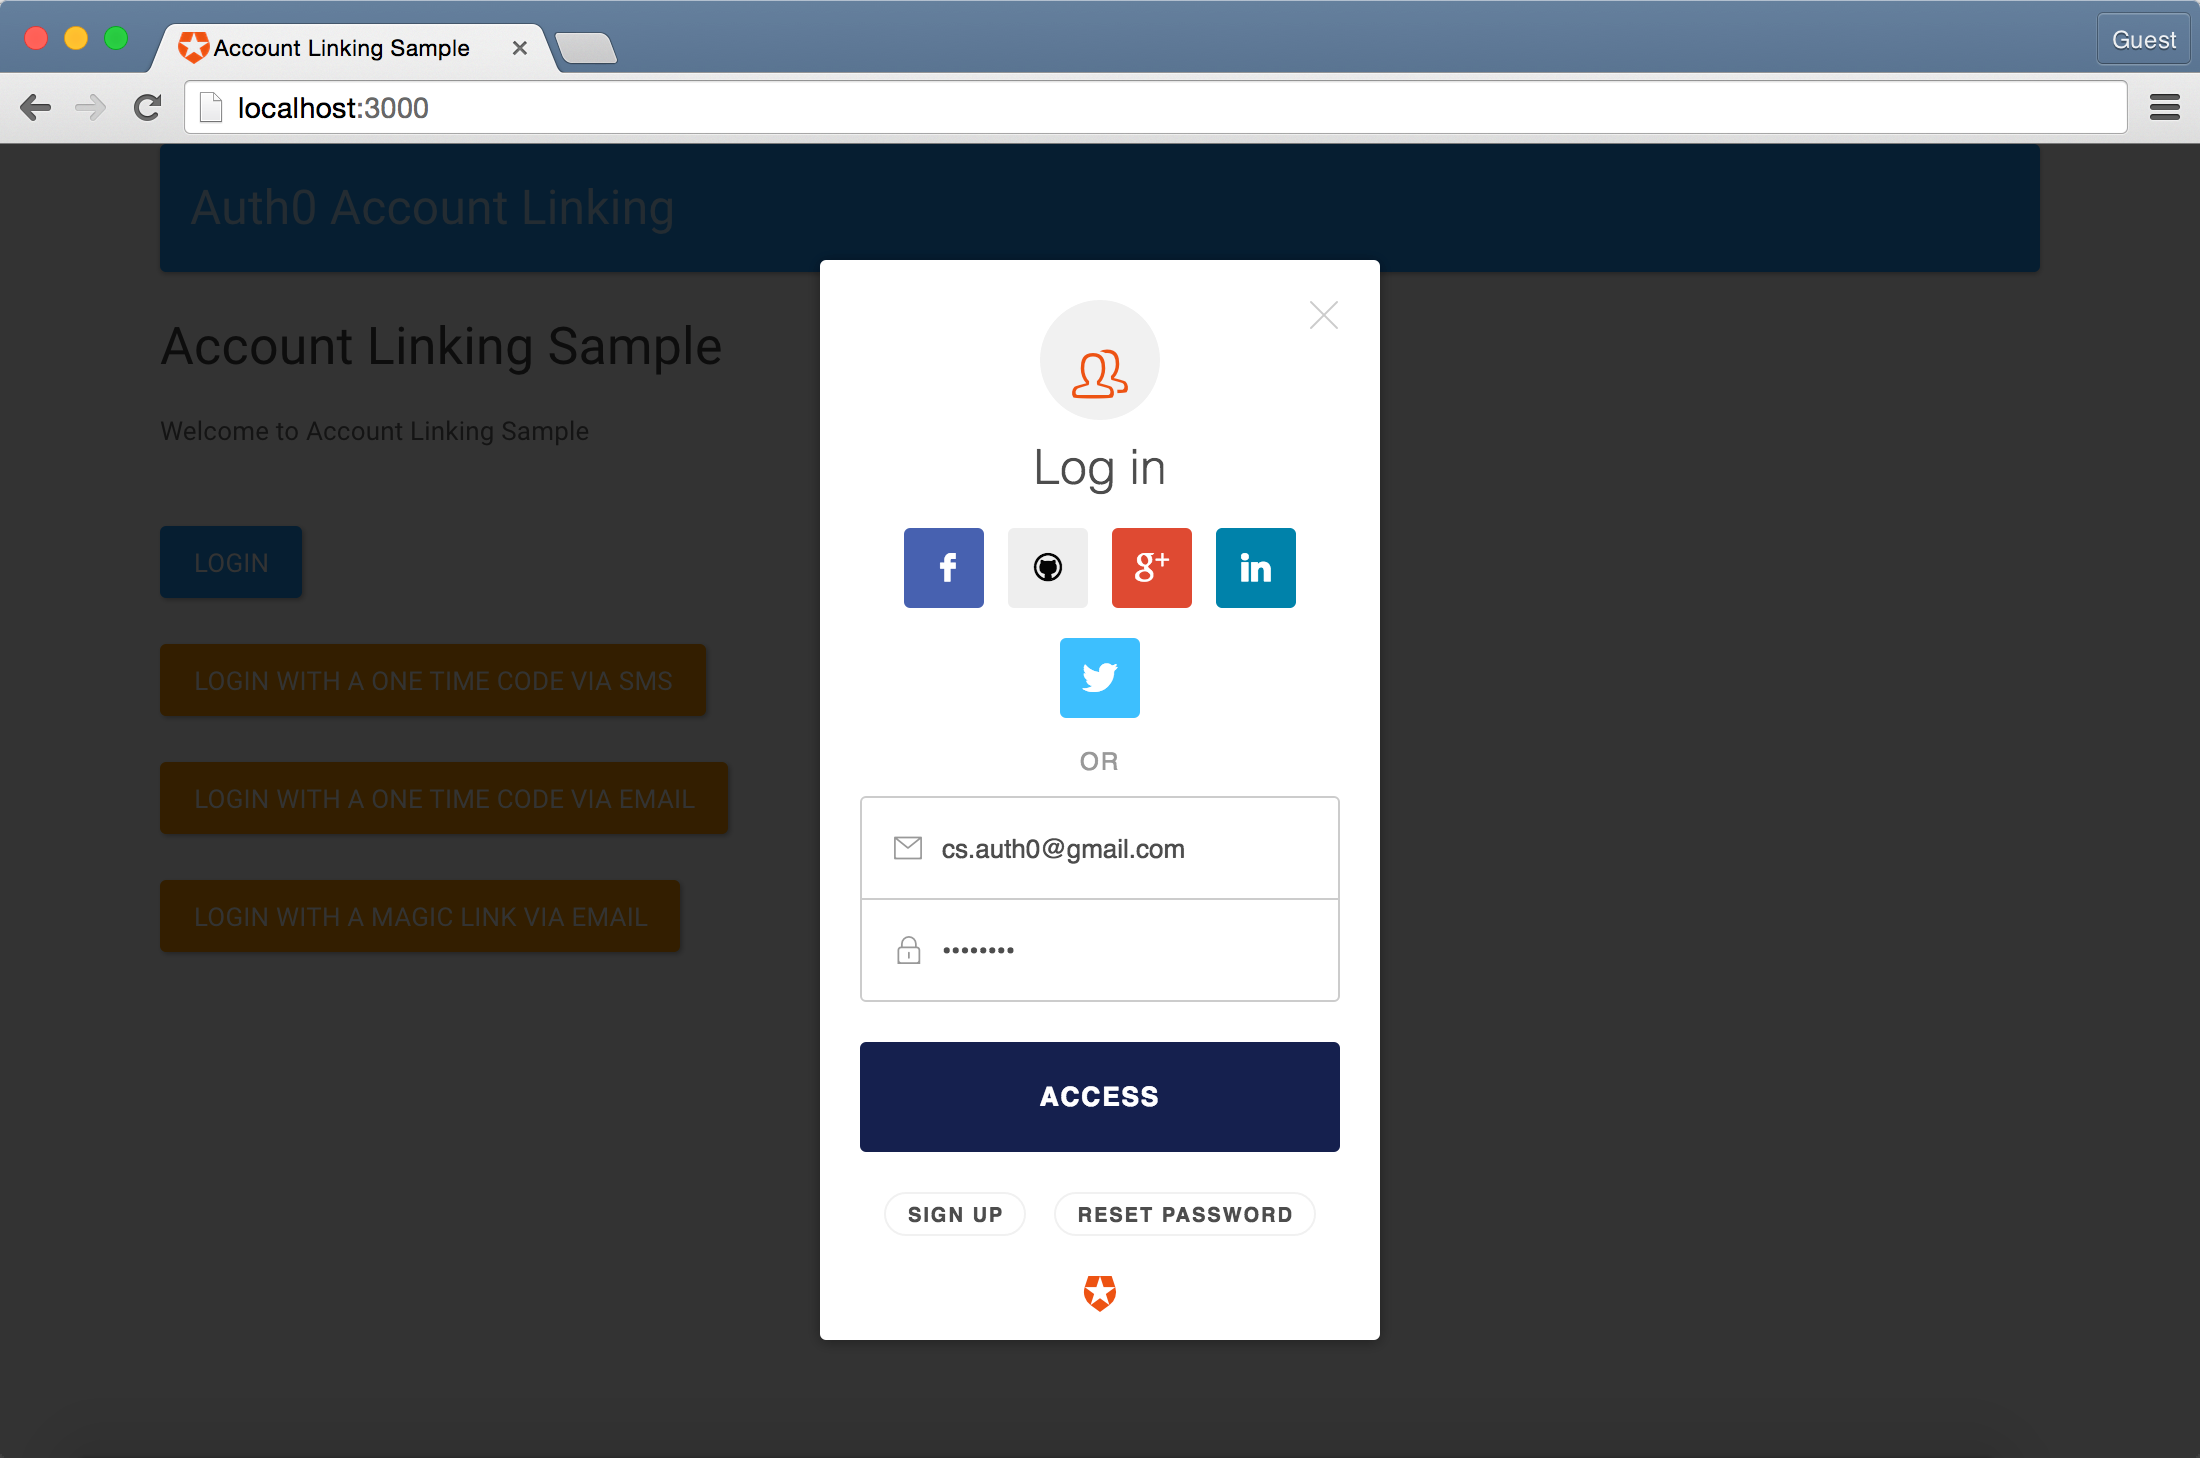 Account Linking Sample
Guest
localhost:3000
Auth0 Account Linking
Account Linking Sample
Welcome to Account Linking Sample
LOGIN
LOGIN WITH A ONE TIME CODE VIA SMS
LOGIN WITH A ONE TIME CODE VIA EMAIL
LOGIN WITH A MAGIC LINK VIA EMAIL
Log in
f
g+
in
OR
cs.auth0@gmail.com
••••••••
ACCESS
SIGN UP
RESET PASSWORD